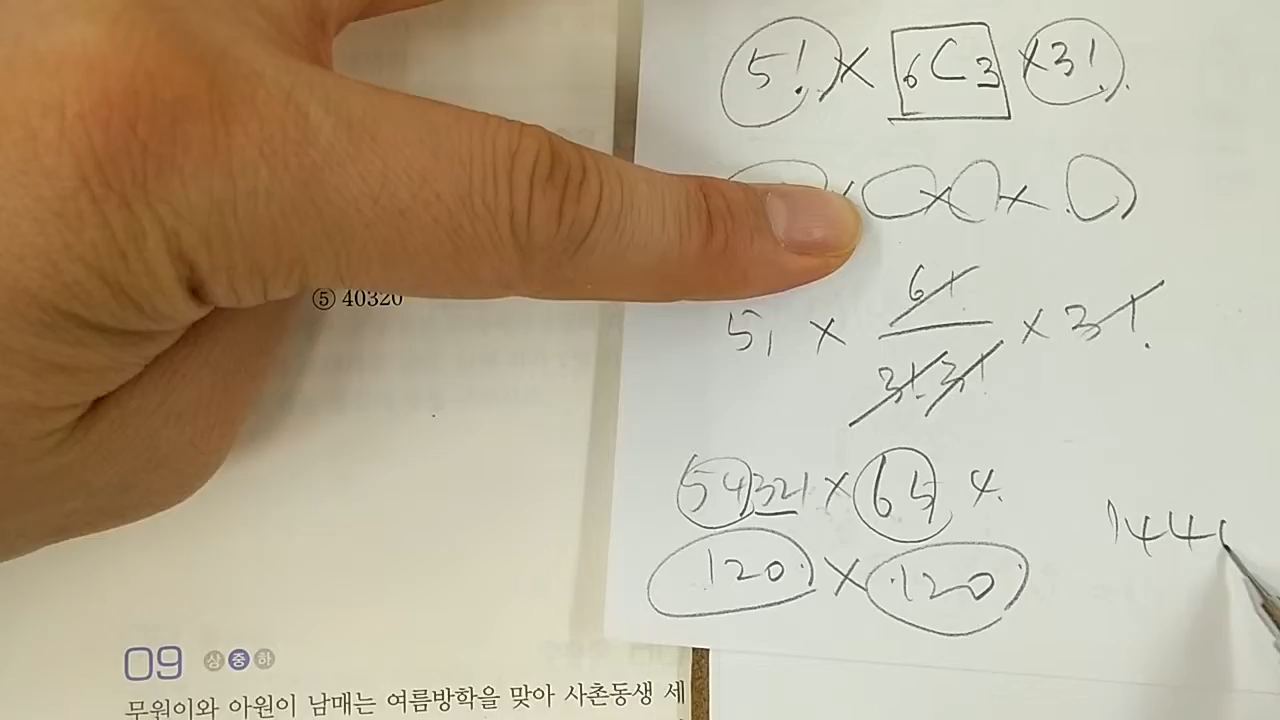 5! × 6C3 × 3!
⑤ 40320
5! × 6!/3!3! × 3!
54321 × 65 4
120 × 120
1440
09 상 중 하
무원이와 아원이 남매는 여름방학을 맞아 사촌동생 세